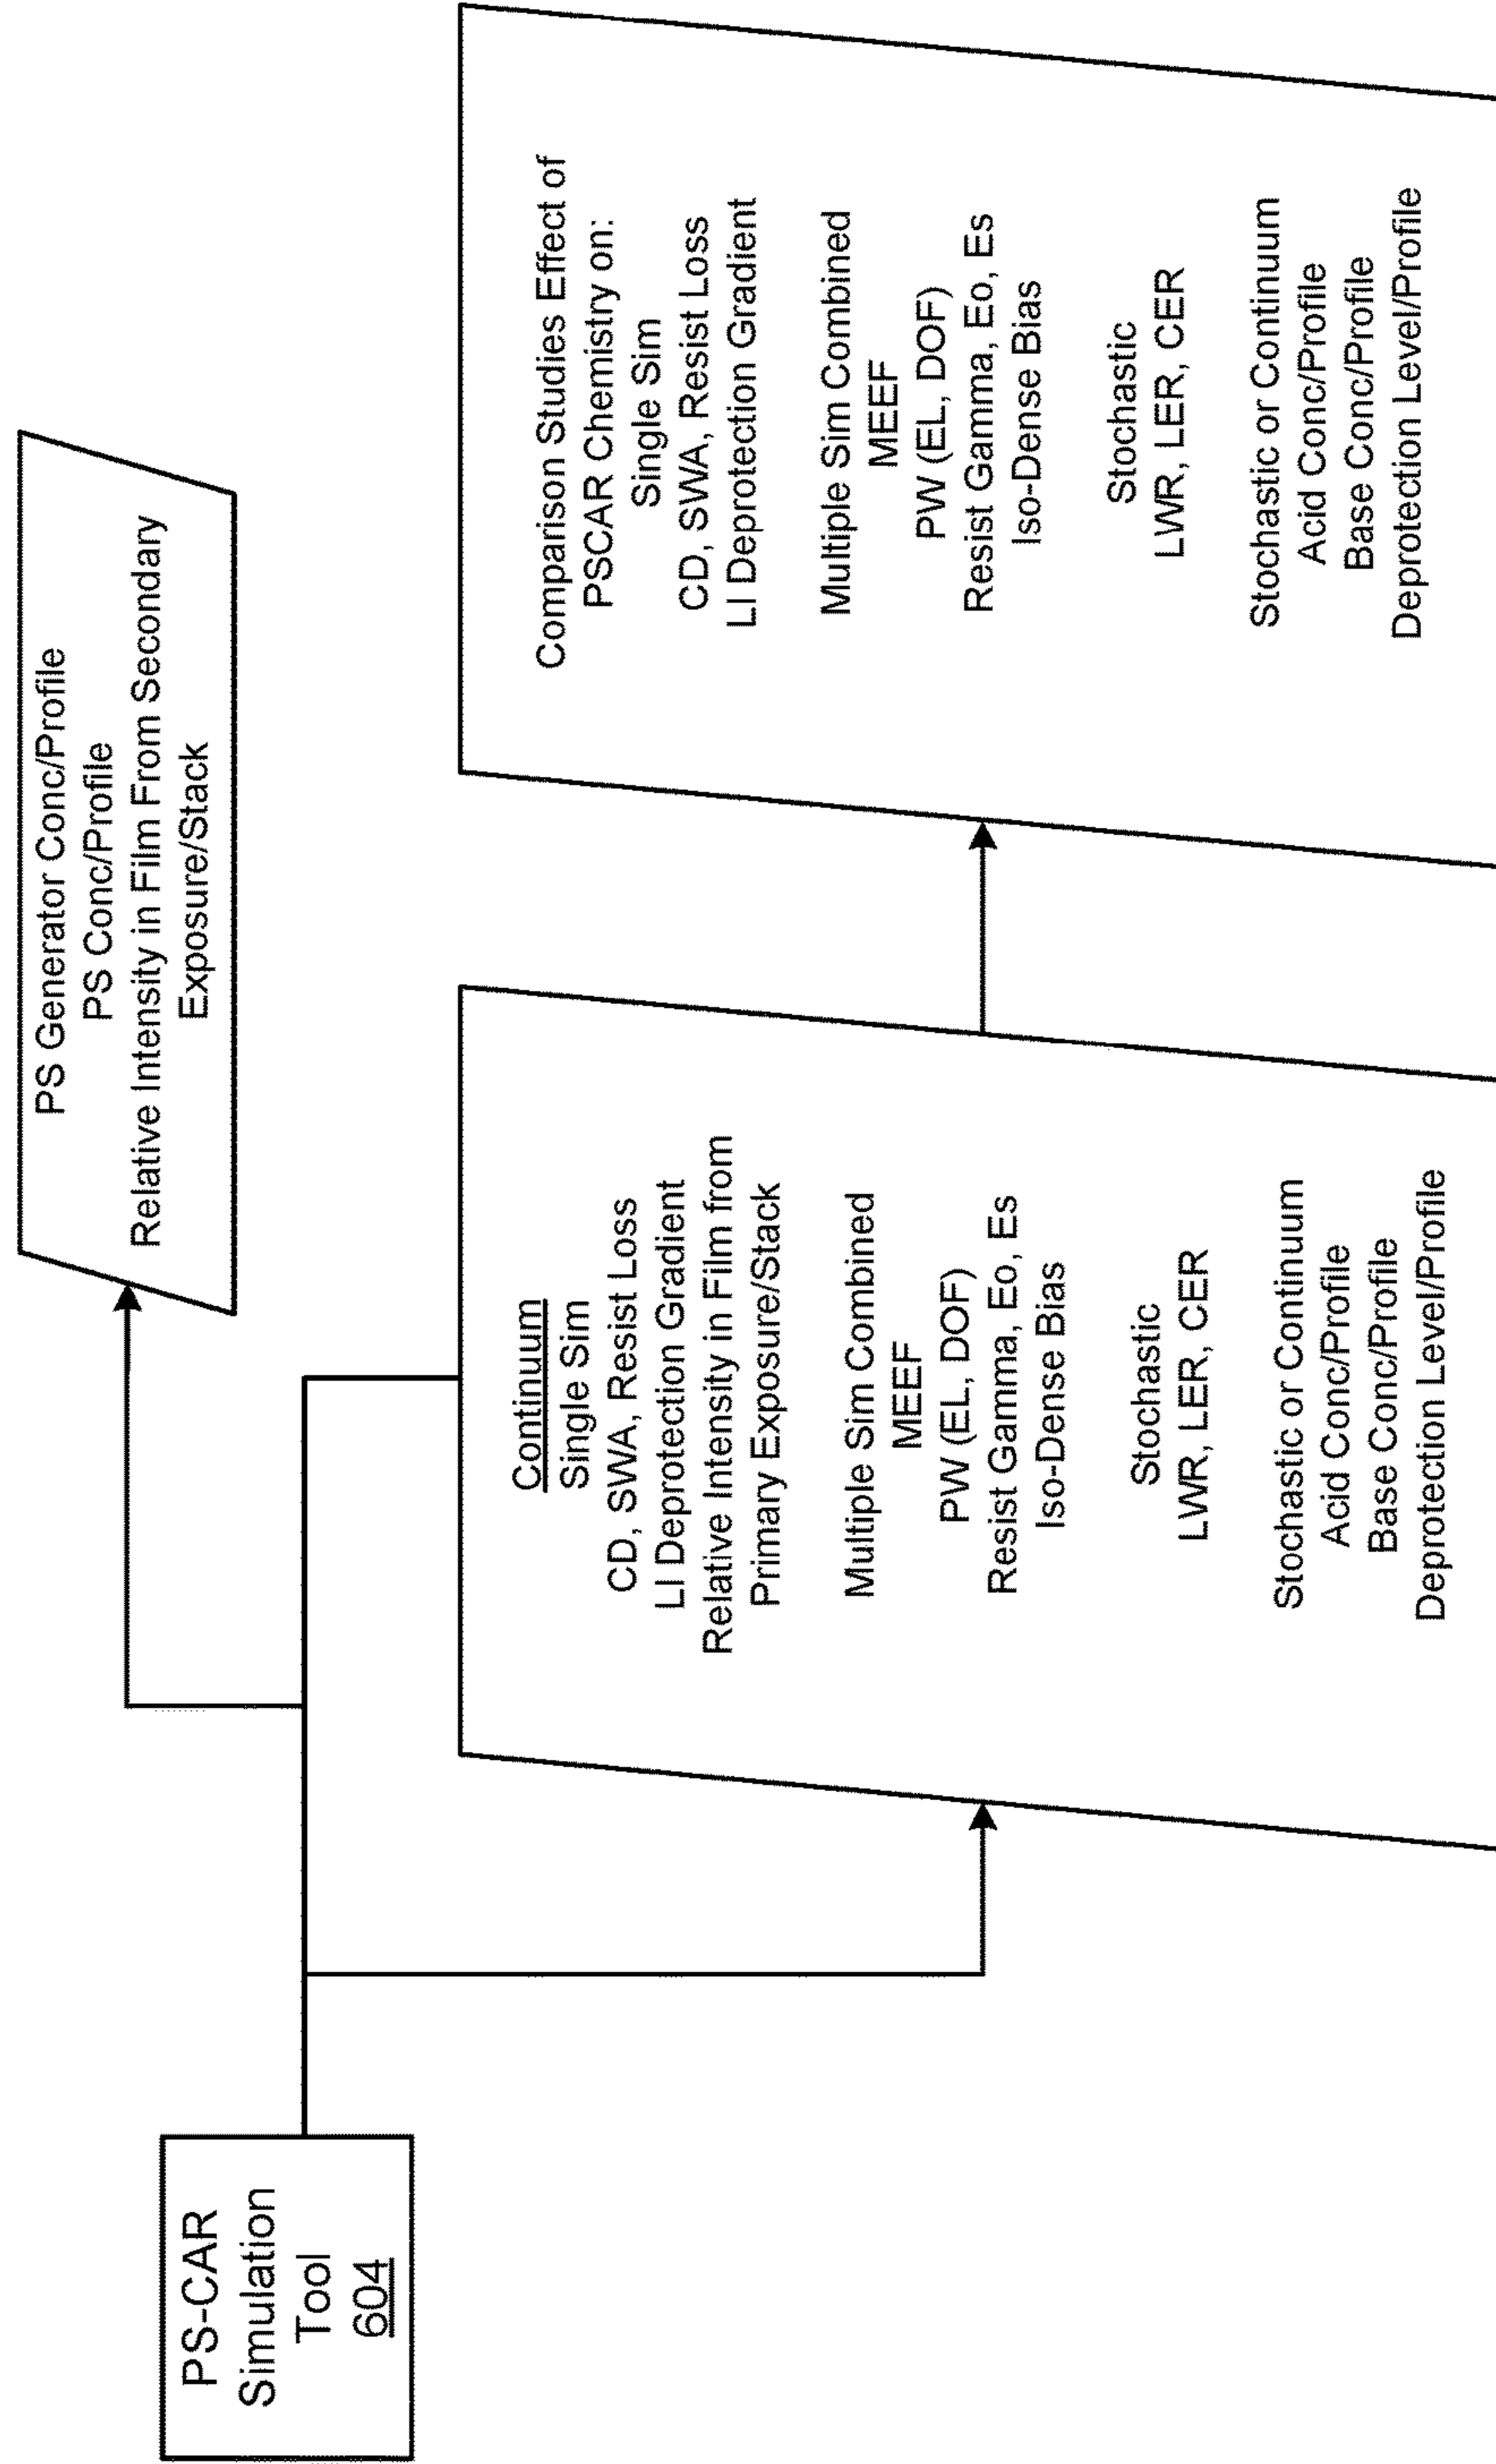 PS-CAR
Simulation
Tool
604
PS Generator Conc/Profile
PS Conc/Profile
Relative Intensity in Film From Secondary
Exposure/Stack
Continuum
Single Sim
CD, SWA, Resist Loss
LI Deprotection Gradient
Relative Intensity in Film from
Primary Exposure/Stack
Multiple Sim Combined
MEEF
PW (EL, DOF)
Resist Gamma, Eo, Es
Iso-Dense Bias
Stochastic
LWR, LER, CER
Stochastic or Continuum
Acid Conc/Profile
Base Conc/Profile
Deprotection Level/Profile
Comparison Studies Effect of
PSCAR Chemistry on:
Single Sim
CD, SWA, Resist Loss
LI Deprotection Gradient
Multiple Sim Combined
MEEF
PW (EL, DOF)
Resist Gamma, Eo, Es
Iso-Dense Bias
Stochastic
LWR, LER, CER
Stochastic or Continuum
Acid Conc/Profile
Base Conc/Profile
Deprotection Level/Profile